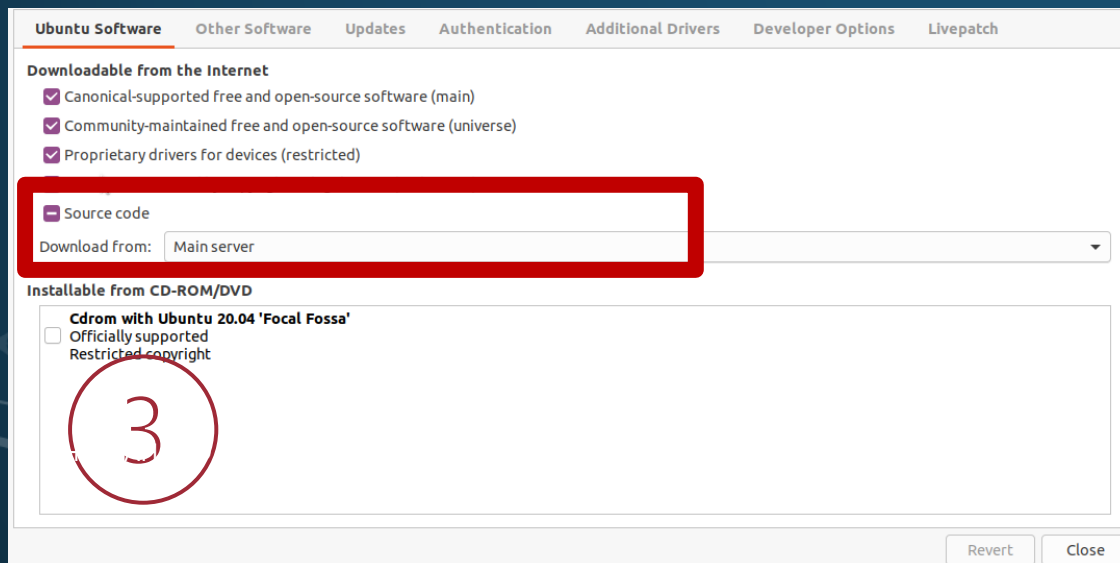 Ubuntu Software Other Software Updates Authentication Additional Drivers Developer Options Livepatch
Downloadable from the Internet
Canonical-supported free and open-source software (main)
Community-maintained free and open-source software (universe)
Proprietary drivers for devices (restricted)
Source code
Download from: Main server
Installable from CD-ROM/DVD
Cdrom with Ubuntu 20.04 'Focal Fossa'
Officially supported
Restricted copyright
3
Revert Close